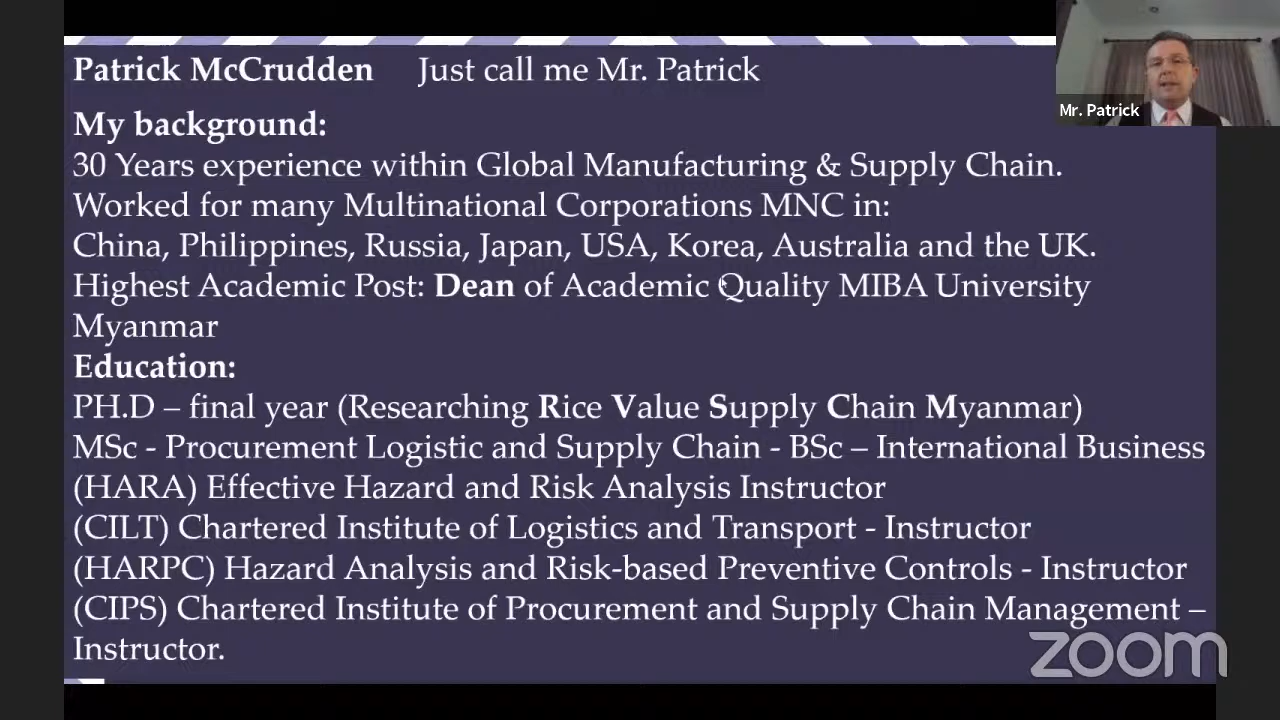 Patrick McCrudden Just call me Mr. Patrick
Mr. Patrick
My background:
30 Years experience within Global Manufacturing & Supply Chain.
Worked for many Multinational Corporations MNC in:
China, Philippines, Russia, Japan, USA, Korea, Australia and the UK.
Highest Academic Post: Dean of Academic Quality MIBA University
Myanmar
Education:
PH.D – final year (Researching Rice Value Supply Chain Myanmar)
MSc - Procurement Logistic and Supply Chain - BSc – International Business
(HARA) Effective Hazard and Risk Analysis Instructor
(CILT) Chartered Institute of Logistics and Transport - Instructor
(HARPC) Hazard Analysis and Risk-based Preventive Controls - Instructor
(CIPS) Chartered Institute of Procurement and Supply Chain Management –
Instructor.
zoom